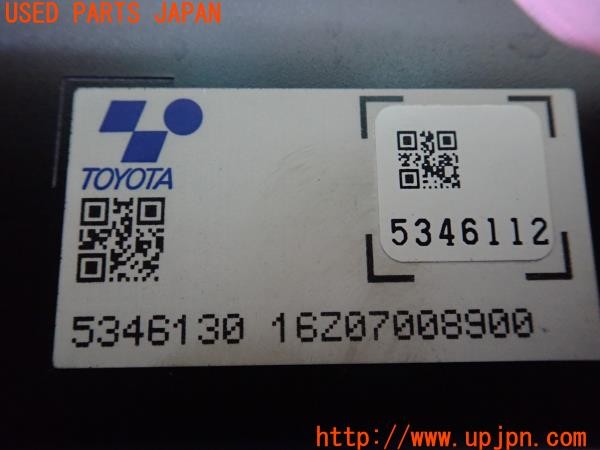 USED PARTS JAPAN
TOYOTA
5346112
5346130 16Z07008900
http://www.upjpn.com/